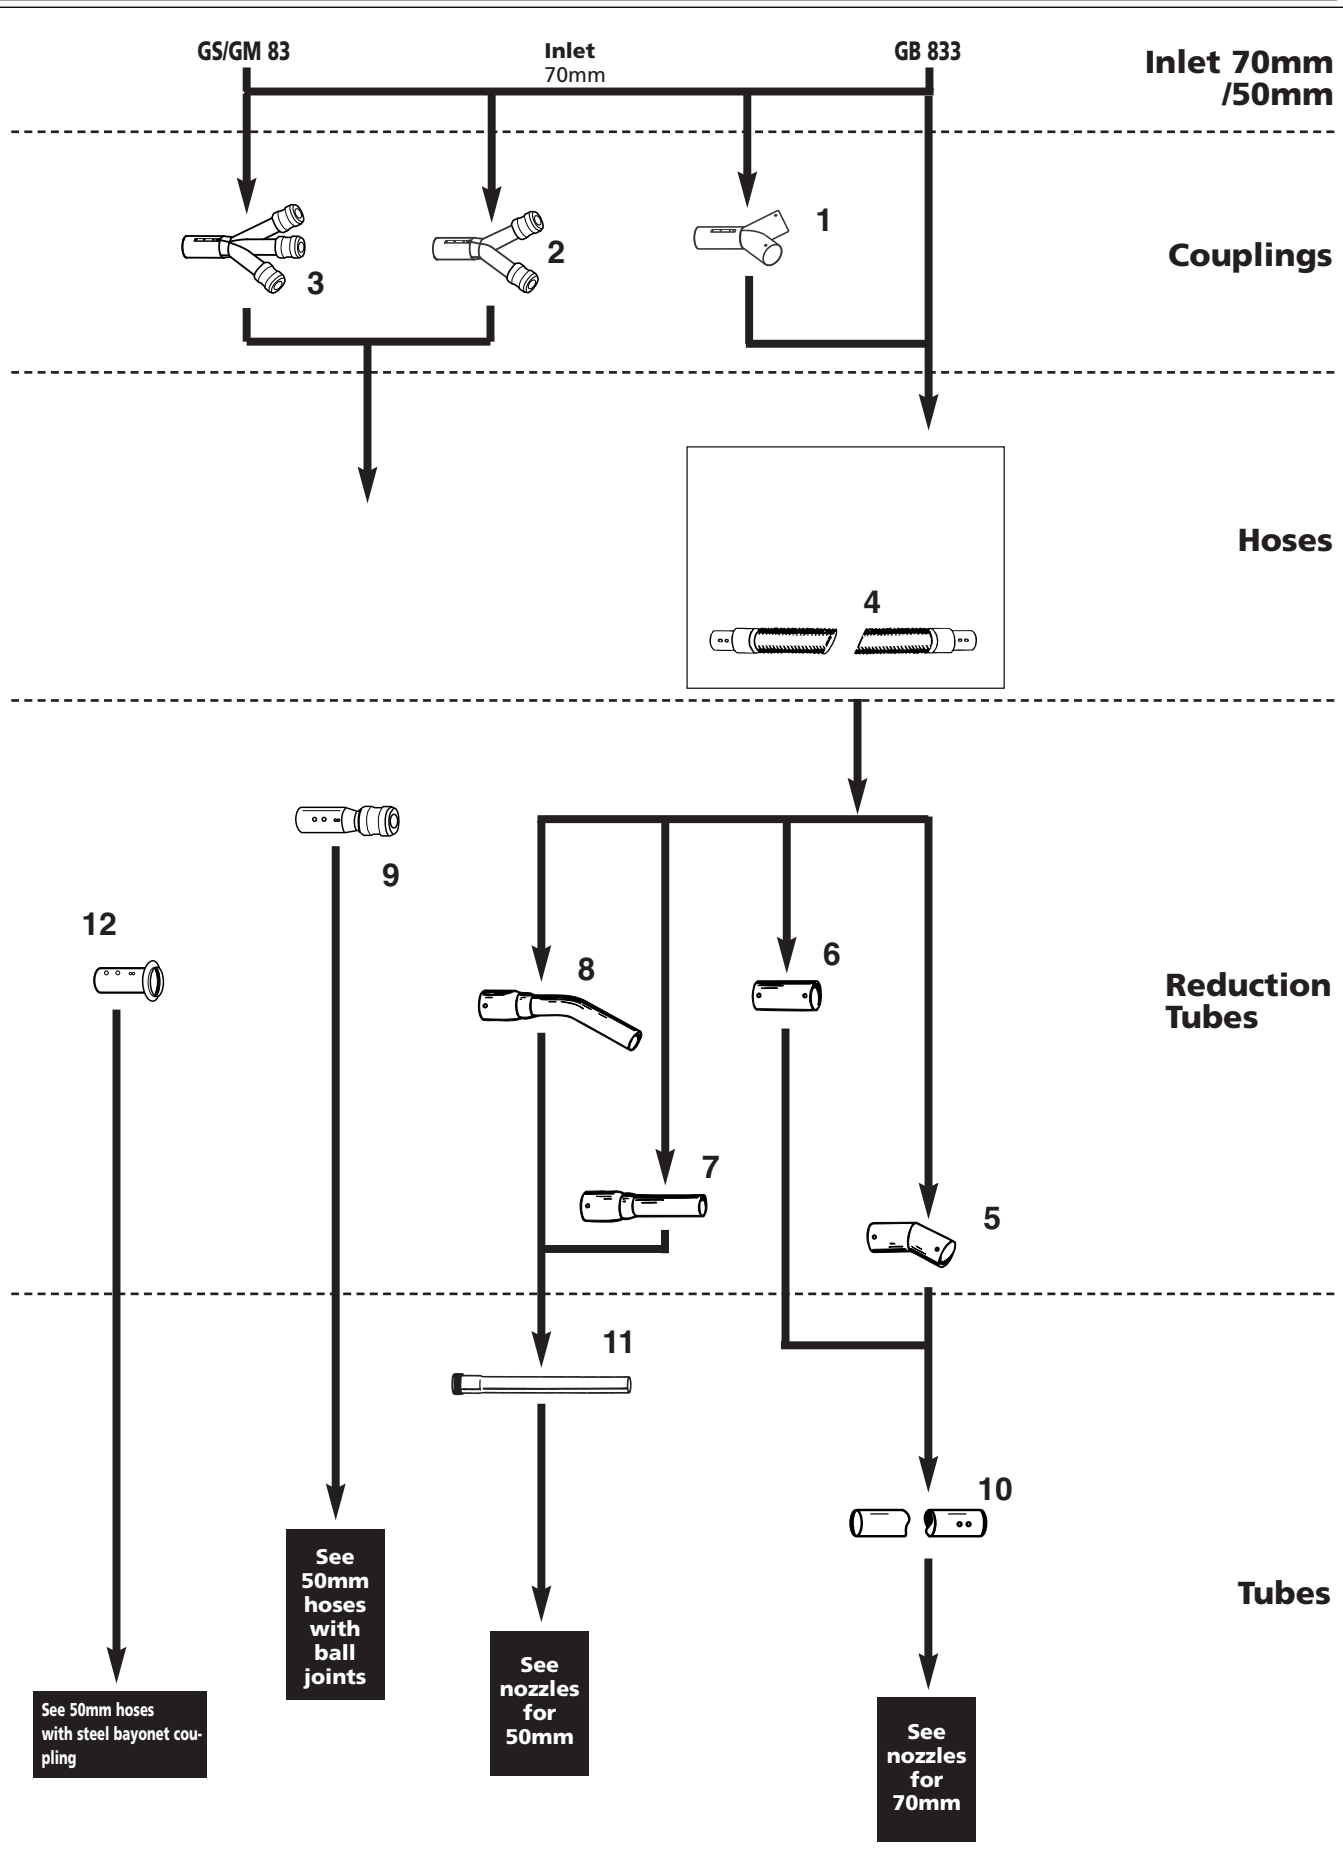 GS/GM 83
Inlet
70mm
GB 833
Inlet 70mm
/50mm
1
2
3
Couplings
Hoses
4
9
12
8
6
Reduction
Tubes
7
5
11
10
See
50mm
hoses
with
ball
joints
Tubes
See
nozzles
for
50mm
See 50mm hoses
with steel bayonet cou-
pling
See
nozzles
for
70mm